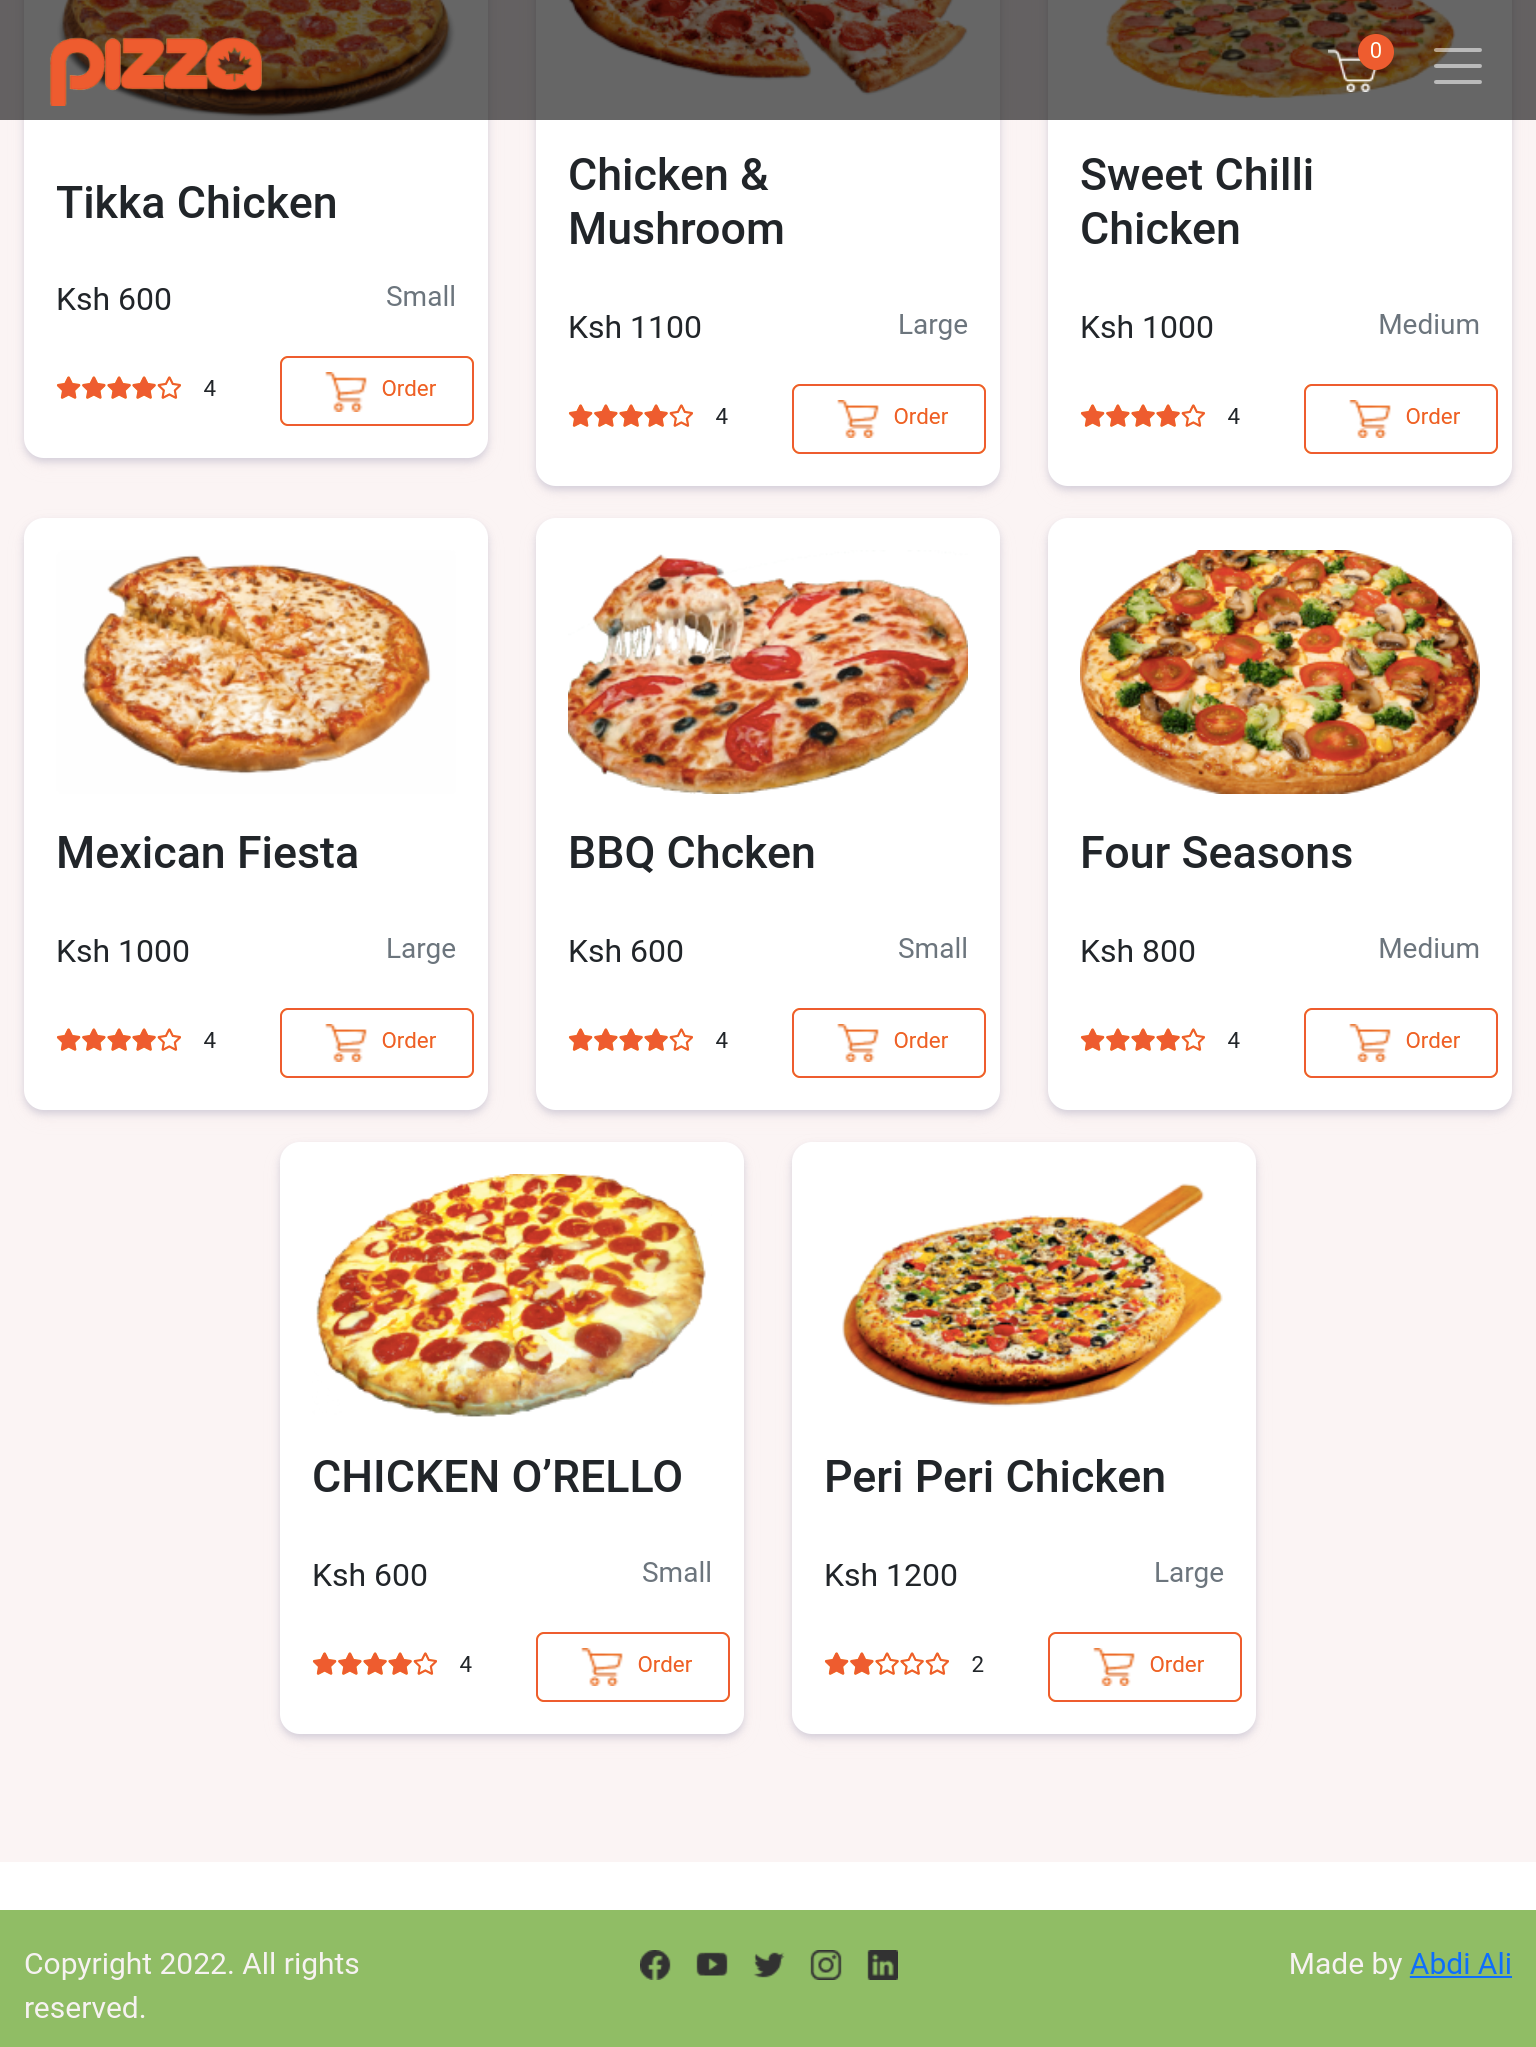 pizza
0
Tikka Chicken
Ksh 600
Small
4
Order
Chicken &
Mushroom
Ksh 1100
Large
4
Order
Sweet Chilli
Chicken
Ksh 1000
Medium
4
Order
Mexican Fiesta
Ksh 1000
Large
4
Order
BBQ Chcken
Ksh 600
Small
4
Order
Four Seasons
Ksh 800
Medium
4
Order
CHICKEN O’RELLO
Ksh 600
Small
4
Order
Peri Peri Chicken
Ksh 1200
Large
2
Order
Copyright 2022. All rights
reserved.
Made by Abdi Ali